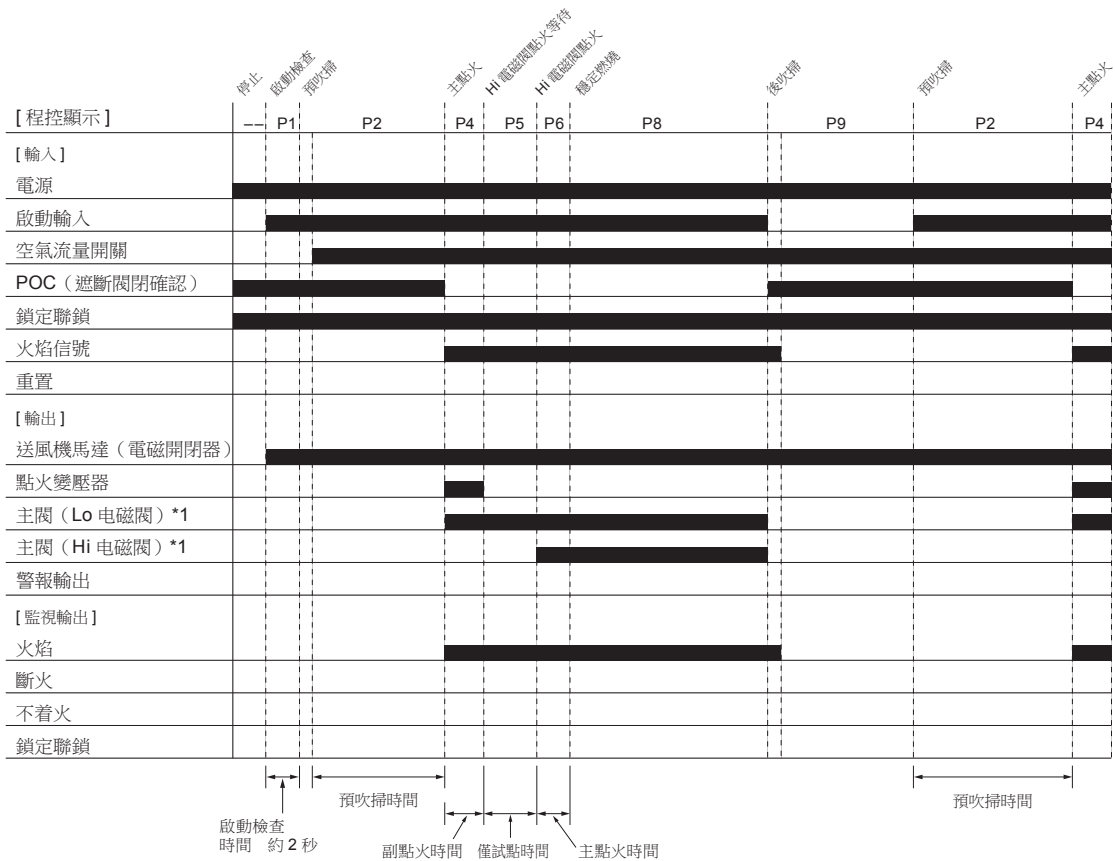 停止
啟動檢查
預吹掃
主點火
Hi 電磁閥點火等待
Hi 電磁閥點火
穩定燃燒
後吹掃
預吹掃
主點火
[ 程控顯示 ] −− P1 P2 P4 P5 P6 P8 P9 P2 P4
[ 輸入 ]
電源
啟動輸入
空氣流量開關
POC（遮斷閥閉確認）
鎖定聯鎖
火焰信號
重置
[ 輸出 ]
送風機馬達（電磁開閉器）
點火變壓器
主閥（Lo 电磁閥）*1
主閥（Hi 电磁閥）*1
警報輸出
[ 監視輸出 ]
火焰
斷火
不着火
鎖定聯鎖
預吹掃時間 預吹掃時間
啟動檢查
時間 約 2 秒
副點火時間 僅試點時間 主點火時間